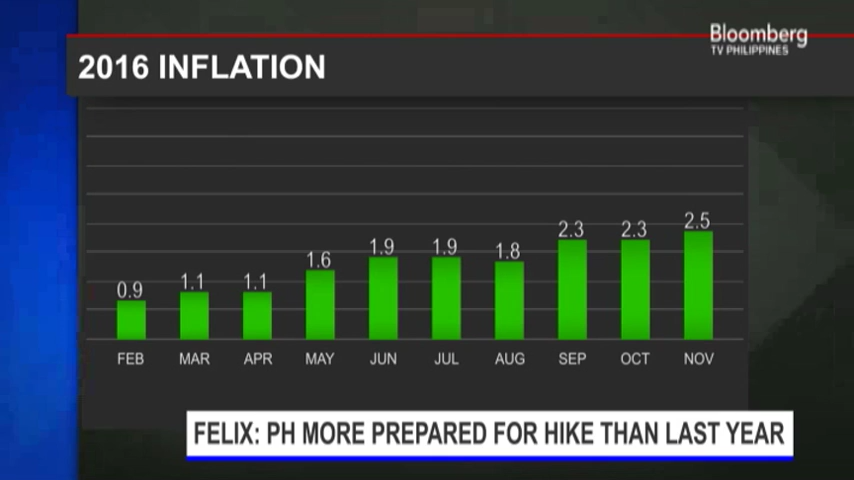 Bloomberg
TV PHILIPPINES
2016 INFLATION
0.9 1.1 1.1 1.6 1.9 1.9 1.8 2.3 2.3 2.5
FEB MAR APR MAY JUN JUL AUG SEP OCT NOV
FELIX: PH MORE PREPARED FOR HIKE THAN LAST YEAR